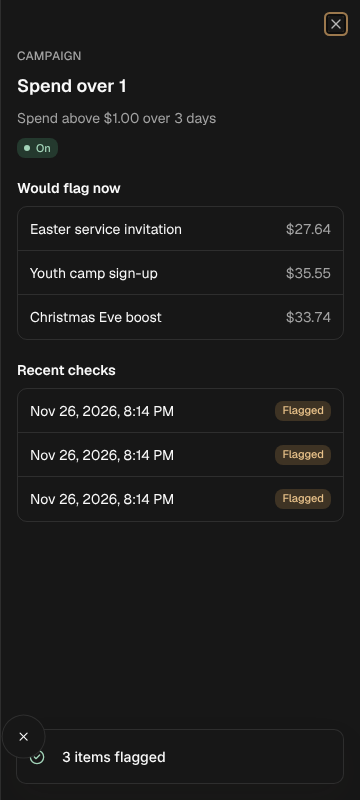 CAMPAIGN
Spend over 1
Spend above $1.00 over 3 days
On
Would flag now
Easter service invitation $27.64
Youth camp sign-up $35.55
Christmas Eve boost $33.74
Recent checks
Nov 26, 2026, 8:14 PM Flagged
Nov 26, 2026, 8:14 PM Flagged
Nov 26, 2026, 8:14 PM Flagged
3 items flagged